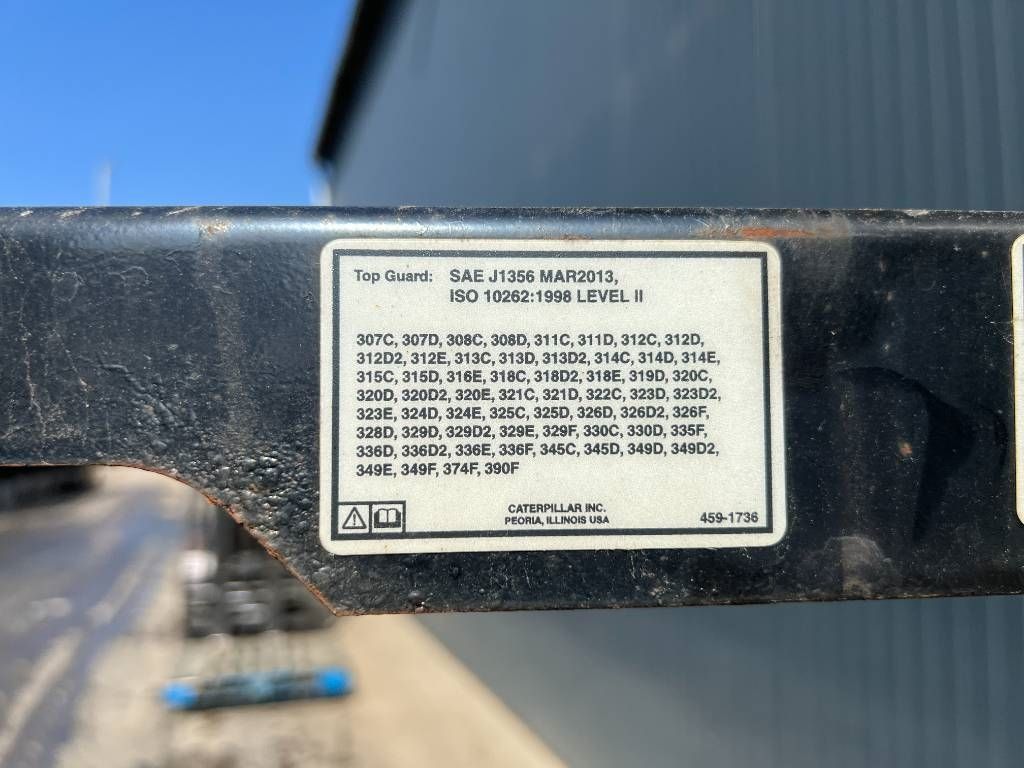 Top Guard: SAE J1356 MAR2013,
ISO 10262:1998 LEVEL II
307C, 307D, 308C, 308D, 311C, 311D, 312C, 312D,
312D2, 312E, 313C, 313D, 313D2, 314C, 314D, 314E,
315C, 315D, 316E, 318C, 318D2, 318E, 319D, 320C,
320D, 320D2, 320E, 321C, 321D, 322C, 323D, 323D2,
323E, 324D, 324E, 325C, 325D, 326D, 326D2, 326F,
328D, 329D, 329D2, 329E, 329F, 330C, 330D, 335F,
336D, 336D2, 336E, 336F, 345C, 345D, 349D, 349D2,
349E, 349F, 374F, 390F
CATERPILLAR INC.
PEORIA, ILLINOIS USA
459-1736